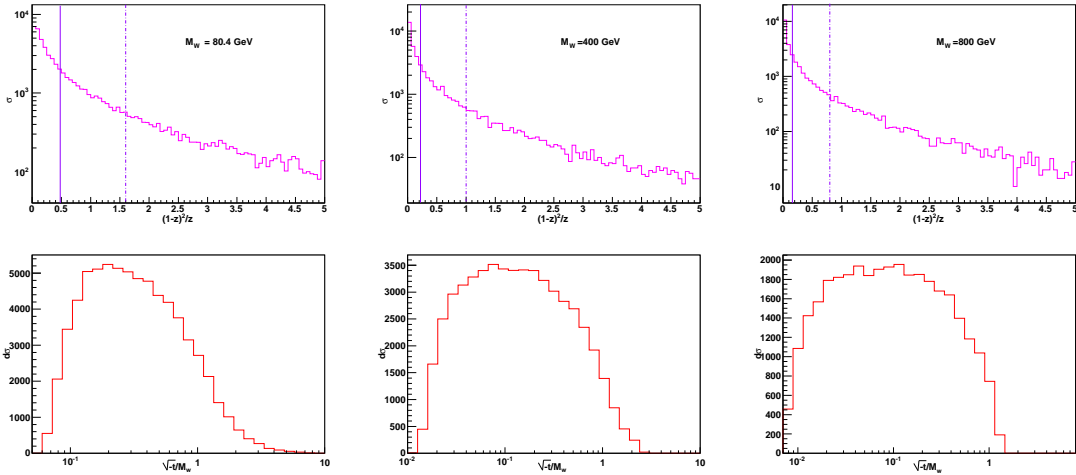 M_W = 80.4 GeV
σ
10^4
10^3
10^2
0 0.5 1 1.5 2 2.5 3 3.5 4 4.5 5
(1-z)^2/z
M_W =400 GeV
σ
10^4
10^3
10^2
0 0.5 1 1.5 2 2.5 3 3.5 4 4.5 5
(1-z)^2/z
M_W =800 GeV
σ
10^4
10^3
10^2
10
0 0.5 1 1.5 2 2.5 3 3.5 4 4.5 5
(1-z)^2/z
dσ
5000
4000
3000
2000
1000
0
10^-1 1 10
√-t/M_w
dσ
3500
3000
2500
2000
1500
1000
500
0
10^-2 10^-1 1 10
√-t/M_w
dσ
2000
1800
1600
1400
1200
1000
800
600
400
200
0
10^-2 10^-1 1
√-t/M_w